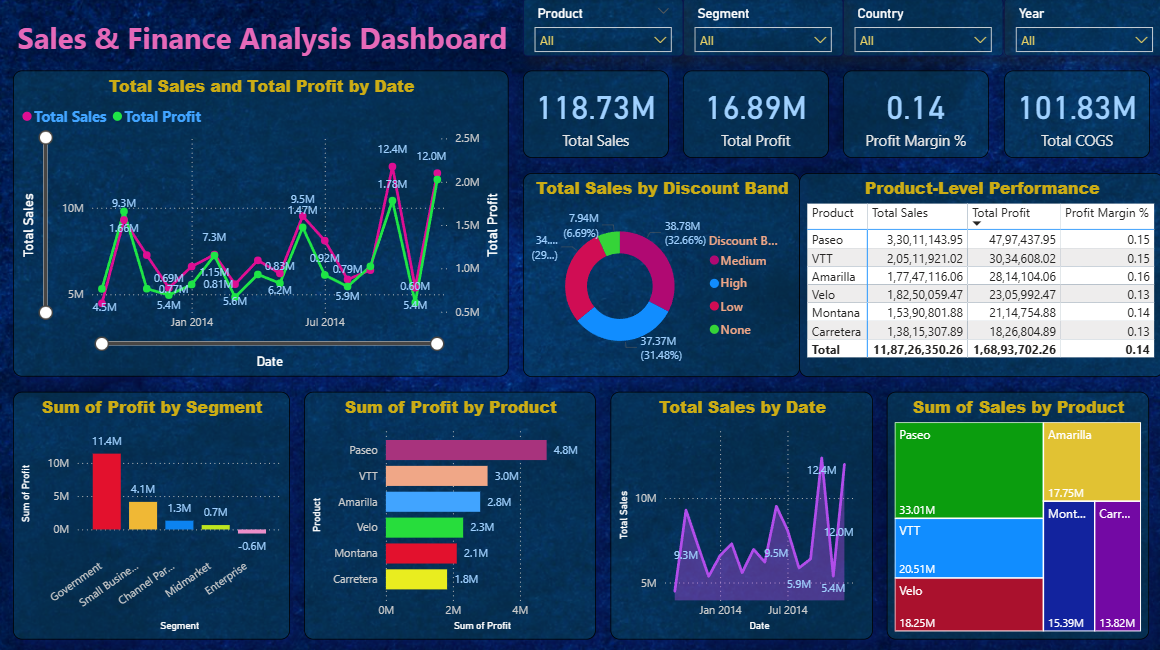 Sales & Finance Analysis Dashboard
Product
All
Segment
All
Country
All
Year
All
118.73M
Total Sales
16.89M
Total Profit
0.14
Profit Margin %
101.83M
Total COGS
Total Sales and Total Profit by Date
Total Sales Total Profit
Total Sales
10M
5M
2.5M
2.0M
1.5M
1.0M
0.5M
Total Profit
12.4M
12.0M
1.78M
9.3M
1.66M
9.5M
1.47M
7.3M
0.69M
1.15M
0.83M
0.92M
0.79M
0.81M
0.60M
4.5M
5.4M
6.2M
5.9M
5.4M
Jan 2014
Jul 2014
Date
Total Sales by Discount Band
7.94M
(6.69%)
38.78M
(32.66%)
34....
(29...)
37.37M
(31.48%)
Discount B...
Medium
High
Low
None
Product-Level Performance
Product Total Sales Total Profit Profit Margin %
Paseo 3,30,11,143.95 47,97,437.95 0.15
VTT 2,05,11,921.02 30,34,608.02 0.15
Amarilla 1,77,47,116.06 28,14,104.06 0.16
Velo 1,82,50,059.47 23,05,992.47 0.13
Montana 1,53,90,801.88 21,14,754.88 0.14
Carretera 1,38,15,307.89 18,26,804.89 0.13
Total 11,87,26,350.26 1,68,93,702.26 0.14
Sum of Profit by Segment
Sum of Profit
10M
5M
0M
11.4M
4.1M
1.3M
0.7M
-0.6M
Government
Small Busine...
Channel Par...
Midmarket
Enterprise
Segment
Sum of Profit by Product
Product
Paseo 4.8M
VTT 3.0M
Amarilla 2.8M
Velo 2.3M
Montana 2.1M
Carretera 1.8M
0M 2M 4M
Sum of Profit
Total Sales by Date
Total Sales
10M
5M
12.4M
12.0M
9.3M
9.5M
5.9M
5.4M
Jan 2014
Jul 2014
Date
Sum of Sales by Product
Paseo
33.01M
VTT
20.51M
Velo
18.25M
Amarilla
17.75M
Mont...
15.39M
Carr...
13.82M